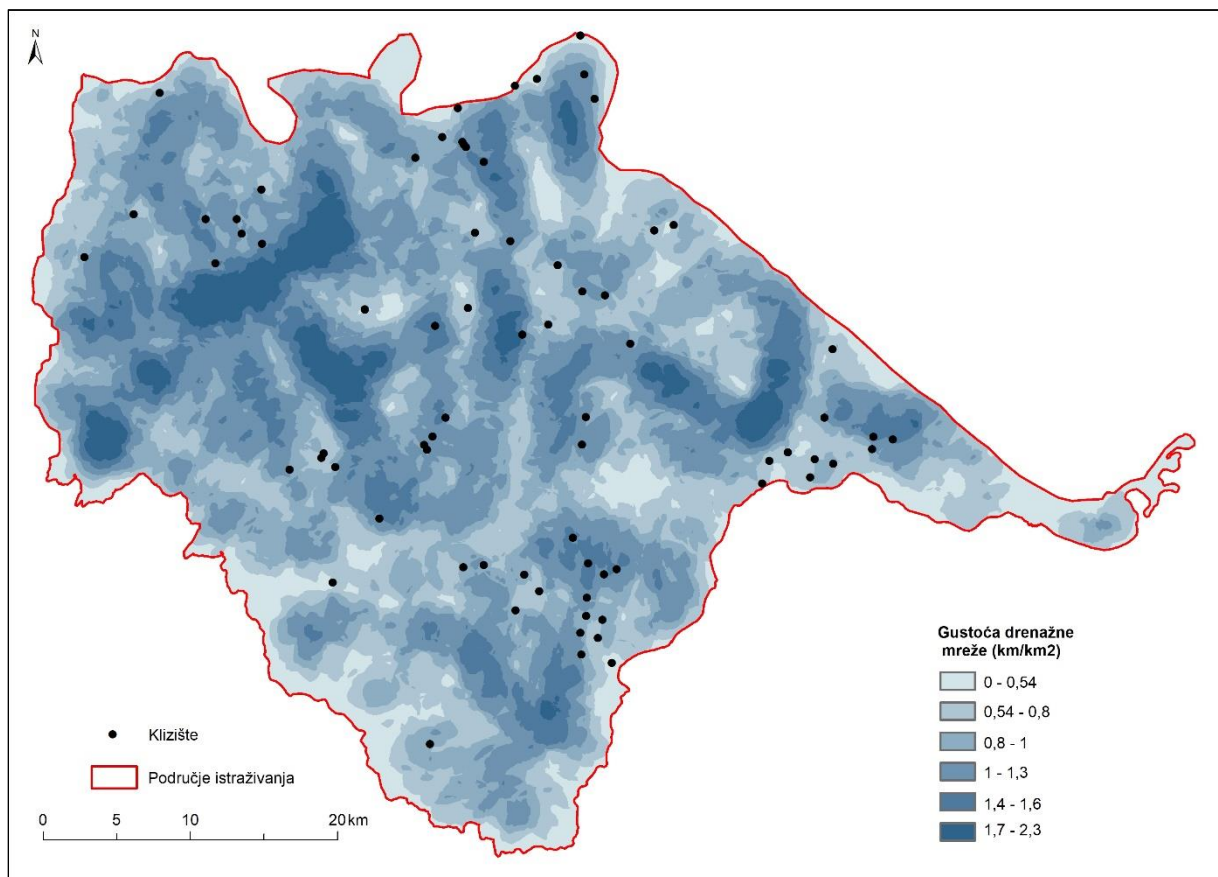 N
Gustoća drenažne
mreže (km/km2)
0 - 0,54
0,54 - 0,8
0,8 - 1
1 - 1,3
1,4 - 1,6
1,7 - 2,3
Klizište
Područje istraživanja
0 5 10 20 km